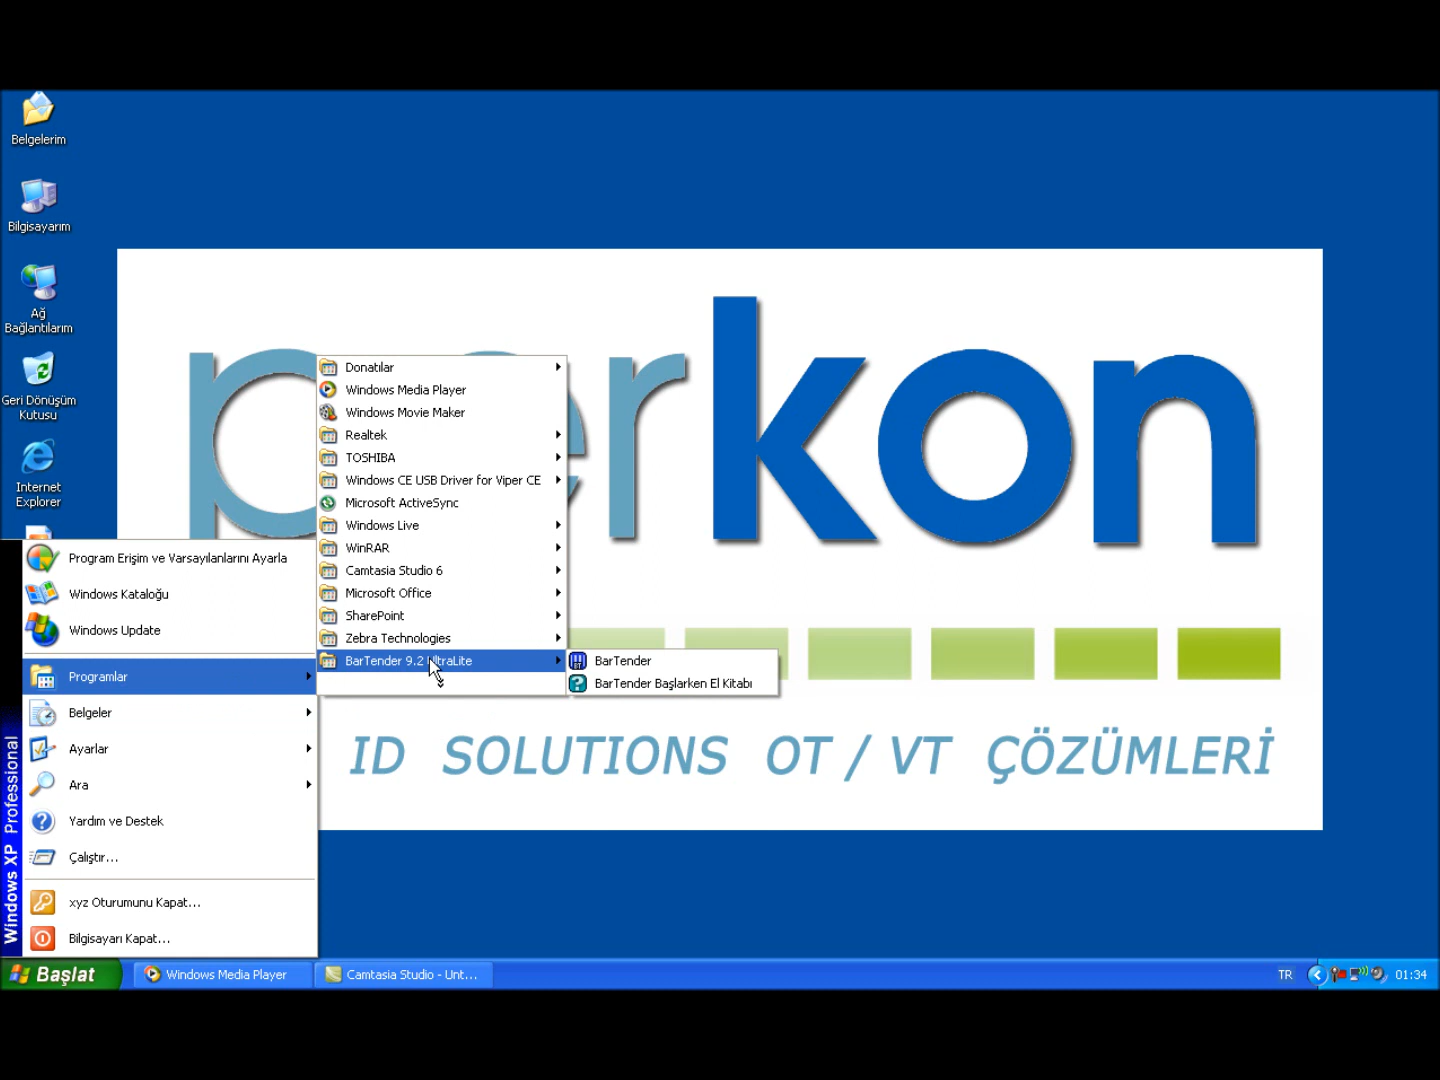 Belgelerim
Bilgisayarım
Ağ
Bağlantılarım
Geri Dönüşüm
Kutusu
Internet
Explorer
Program Erişim ve Varsayılanlarını Ayarla
Windows Kataloğu
Windows Update
Programlar
Belgeler
Ayarlar
Ara
Yardım ve Destek
Çalıştır...
xyz Oturumunu Kapat...
Bilgisayarı Kapat...
Windows XP Professional
Donatılar
Windows Media Player
Windows Movie Maker
Realtek
TOSHIBA
Windows CE USB Driver for Viper CE
Microsoft ActiveSync
Windows Live
WinRAR
Camtasia Studio 6
Microsoft Office
SharePoint
Zebra Technologies
BarTender 9.2 UltraLite
BarTender
BarTender Başlarken El Kitabı
ID SOLUTIONS OT / VT ÇÖZÜMLERİ
Başlat
Windows Media Player
Camtasia Studio - Unt...
TR
01:34